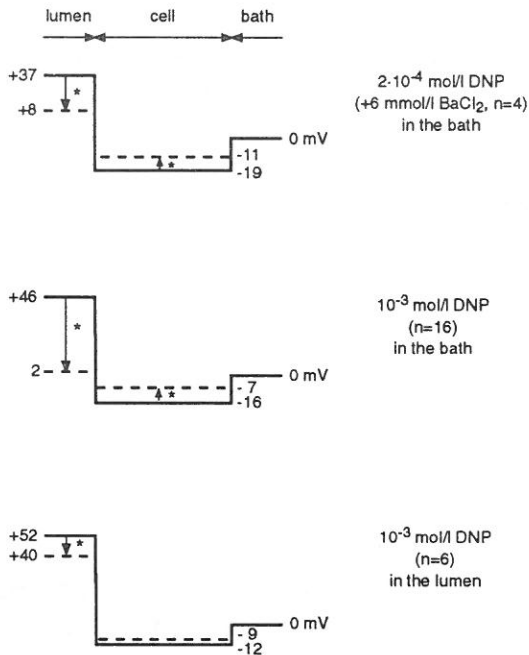 lumen cell bath
+37
*
+8
2·10-4 mol/l DNP
(+6 mmol/l BaCl2, n=4)
in the bath
0 mV
-11
*
-19
+46
*
2
10-3 mol/l DNP
(n=16)
in the bath
0 mV
- 7
*
-16
+52
*
+40
10-3 mol/l DNP
(n=6)
in the lumen
0 mV
- 9
-12